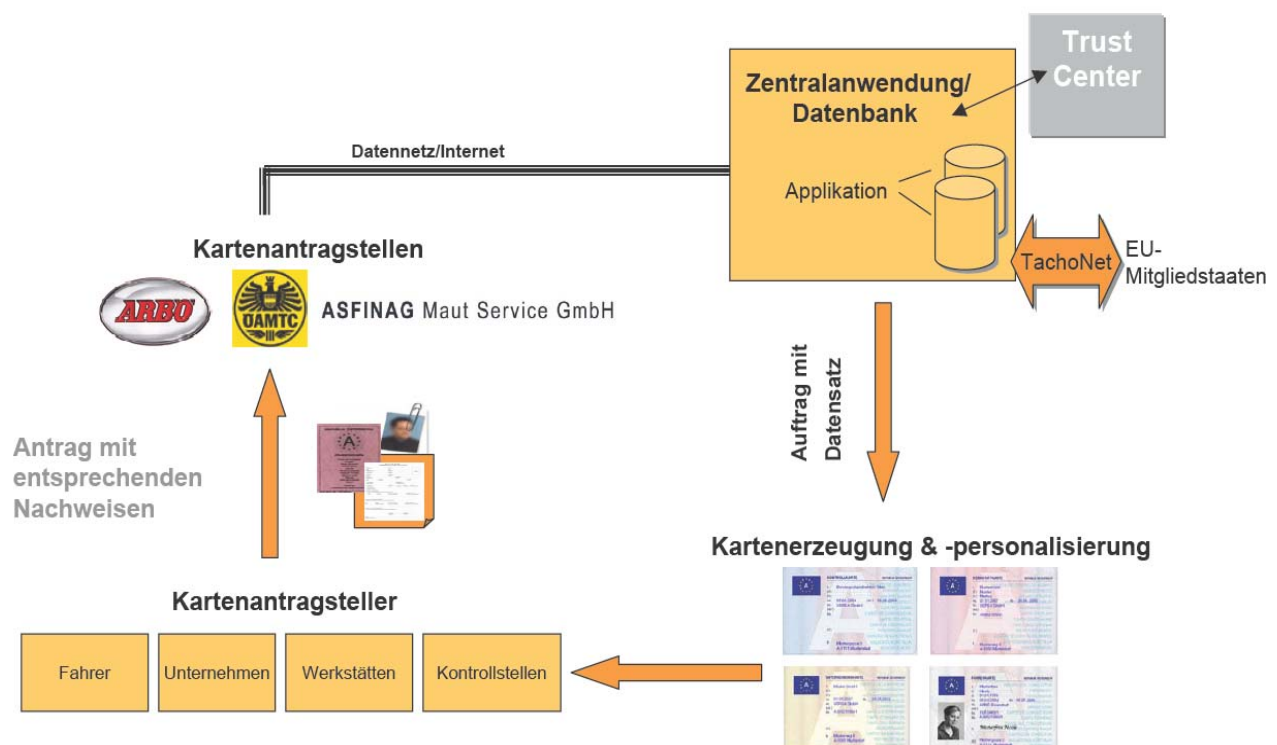 Trust
Center
Zentralanwendung/
Datenbank
Datennetz/Internet
Applikation
Kartenantragstellen
TachoNet
EU-
Mitgliedstaaten
ARBÖ
ÖAMTC
ASFINAG Maut Service GmbH
Auftrag mit
Datensatz
Antrag mit
entsprechenden
Nachweisen
A
Kartenerzeugung & -personalisierung
Kartenantragsteller
Fahrer
Unternehmen
Werkstätten
Kontrollstellen